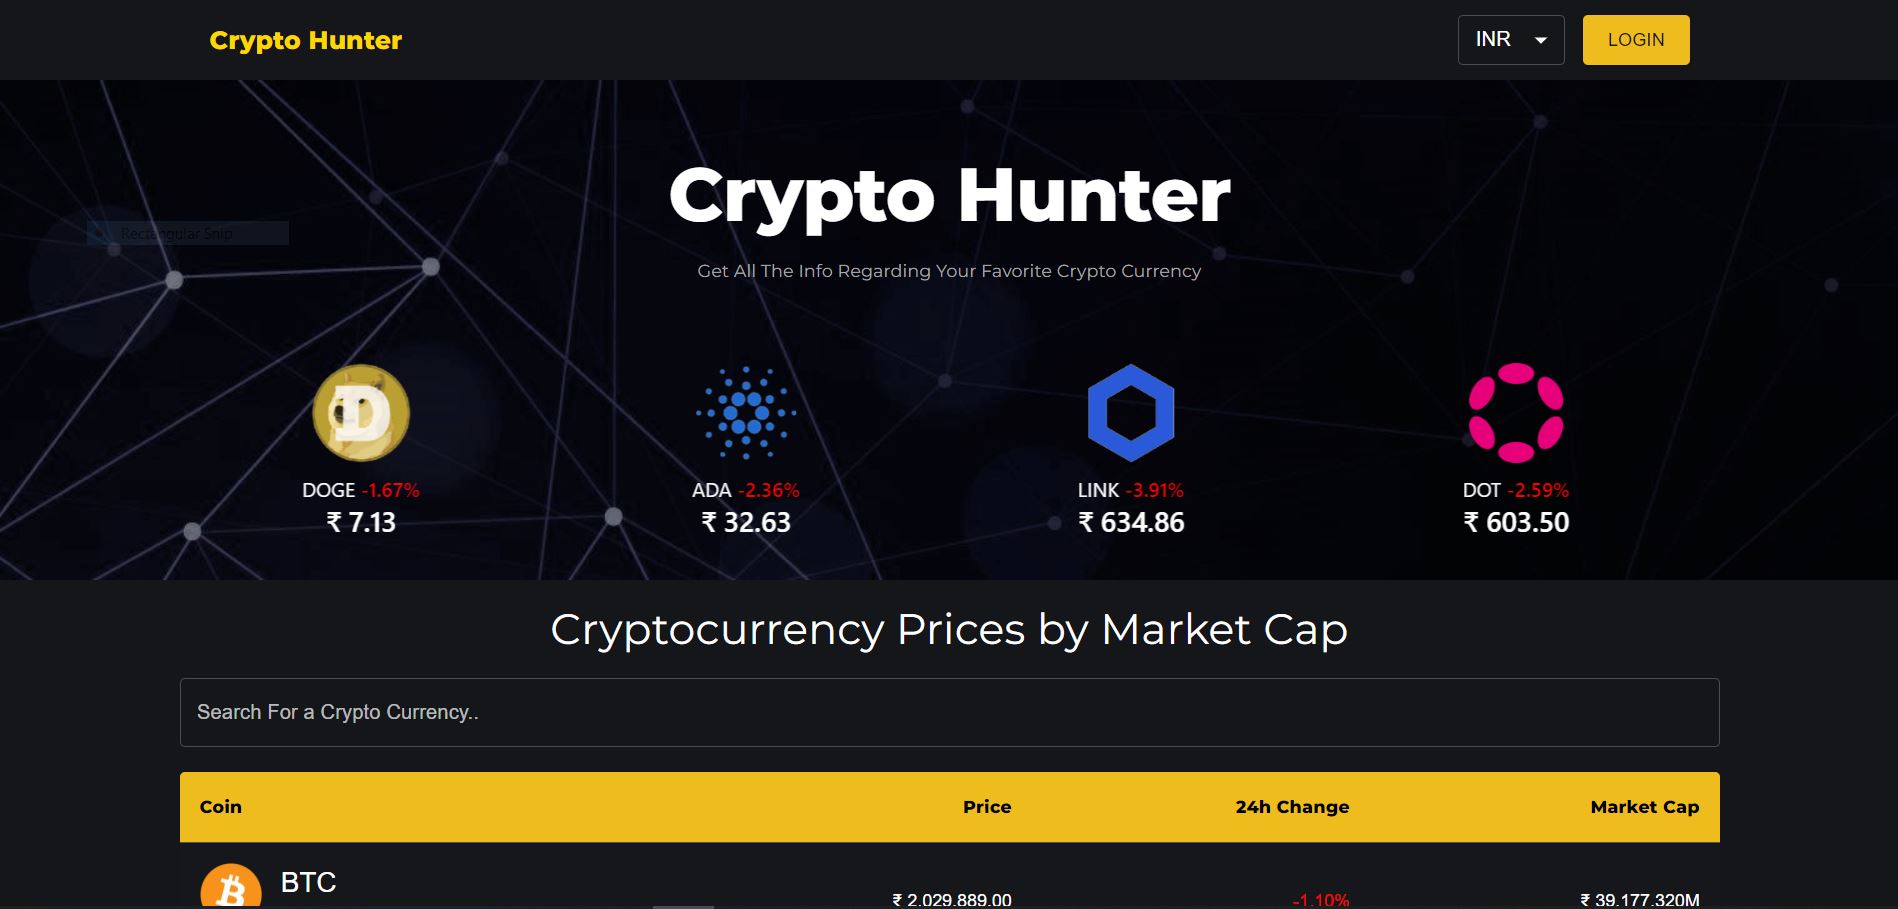 Crypto Hunter
INR
LOGIN
Crypto Hunter
Rectangular Snip
Get All The Info Regarding Your Favorite Crypto Currency
DOGE -1.67%
₹ 7.13
ADA -2.36%
₹ 32.63
LINK -3.91%
₹ 634.86
DOT -2.59%
₹ 603.50
Cryptocurrency Prices by Market Cap
Search For a Crypto Currency..
Coin Price 24h Change Market Cap
BTC
₹ 2,029,889.00 -1.10% ₹ 39,177,320M